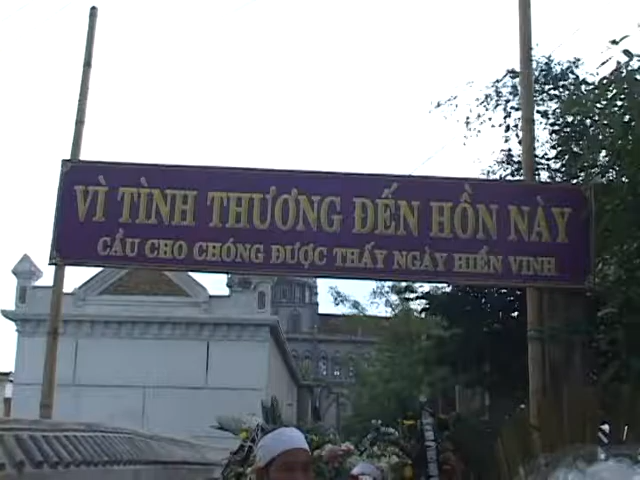 VÌ TÌNH THƯƠNG ĐẾN HỒN NÀY
CẦU CHO CHÓNG ĐƯỢC THẤY NGÀY HIỂN VINH